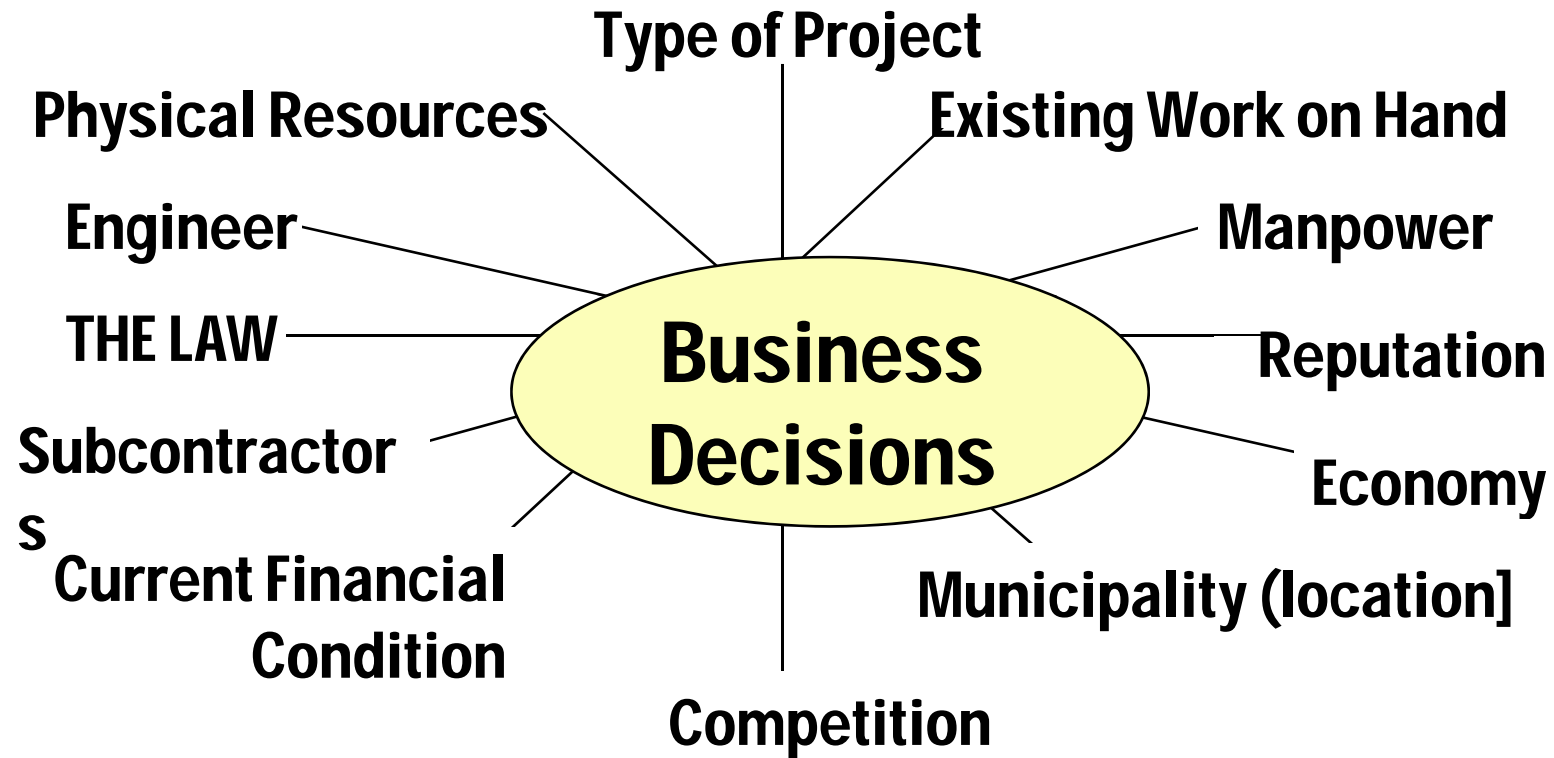 Type of Project
Physical Resources
Existing Work on Hand
Engineer
Manpower
THE LAW
Reputation
Business
Decisions
Subcontractor
s
Economy
Current Financial
Condition
Municipality (location]
Competition